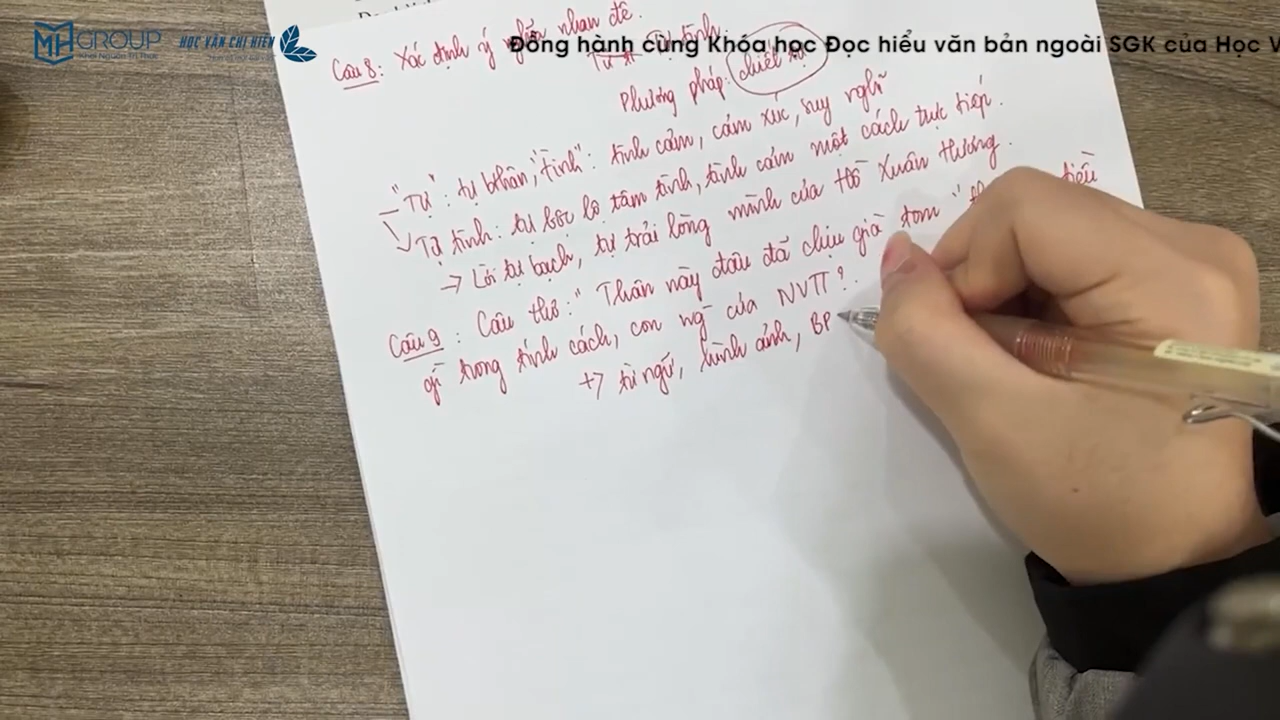 MH GROUP
HỌC VĂN CHỊ HIÊN
Đồng hành cùng Khóa học Đọc hiểu văn bản ngoài SGK của Học V
Câu 8: Xác định ý nghĩa nhan đề.
Phương pháp: chiết tự
- "Tự": tự thân; "Tình": tình cảm, cảm xúc, suy nghĩ
Tự tình: tự bộc lộ tâm tình, tình cảm một cách trực tiếp.
→ Lời tự bạch, tự trải lòng mình của Hồ Xuân Hương.
Câu 9: Câu thơ: "Thân này đâu đã chịu già tom" điều
gì trong tính cách, con ng của NVTT?
+> từ ngữ, hình ảnh, BP